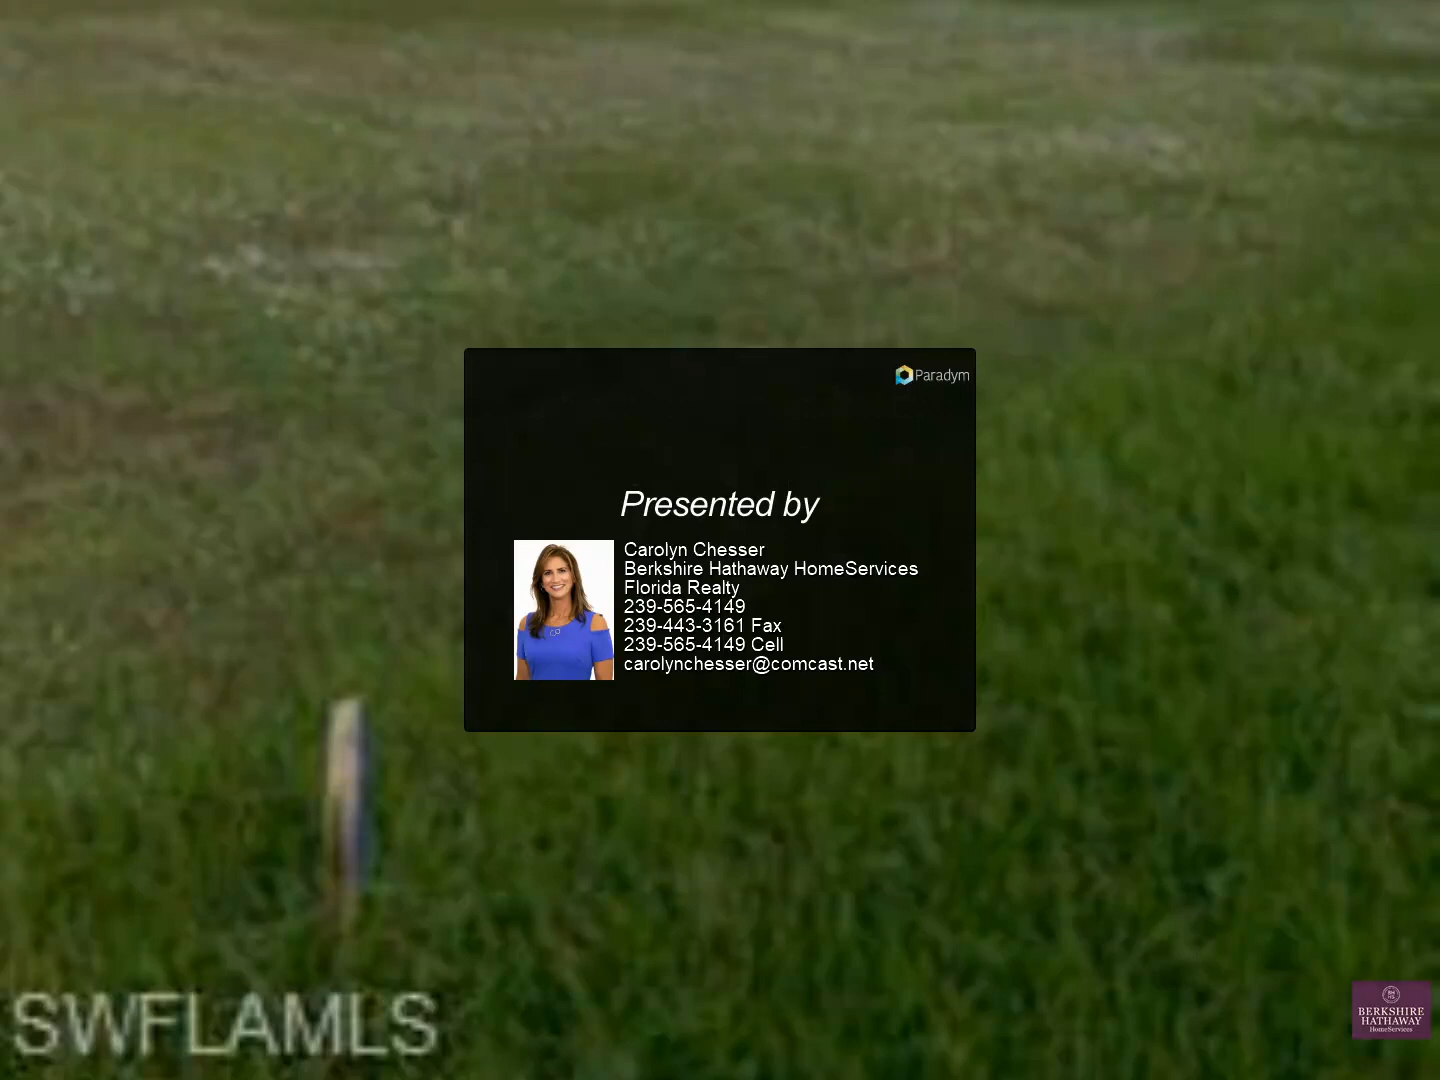 Paradym
Presented by
Carolyn Chesser
Berkshire Hathaway HomeServices
Florida Realty
239-565-4149
239-443-3161 Fax
239-565-4149 Cell
carolynchesser@comcast.net
SWFLAMLS
BERKSHIRE
HATHAWAY
HomeServices